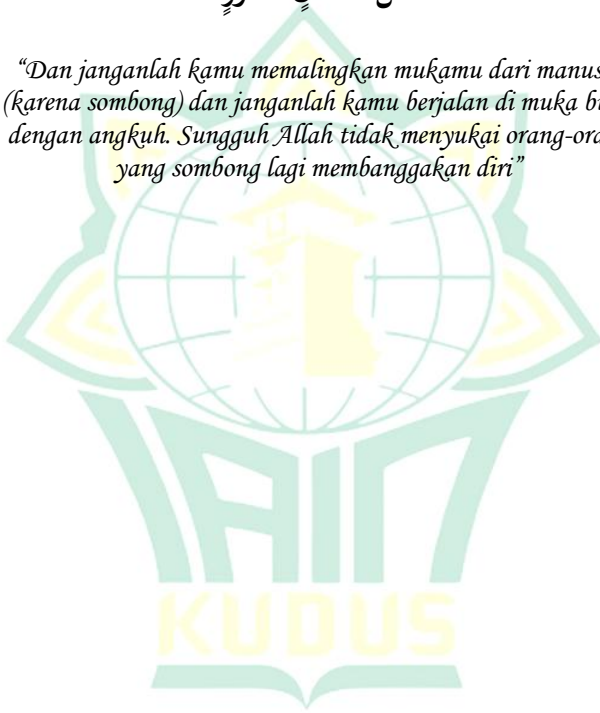 “Dan janganlah kamu memalingkan mukamu dari manus
(karena sombong) dan janganlah kamu berjalan di muka b
dengan angkuh. Sungguh Allah tidak menyukai orang-ora
yang sombong lagi membanggakan diri”
IAIN
KUDUS